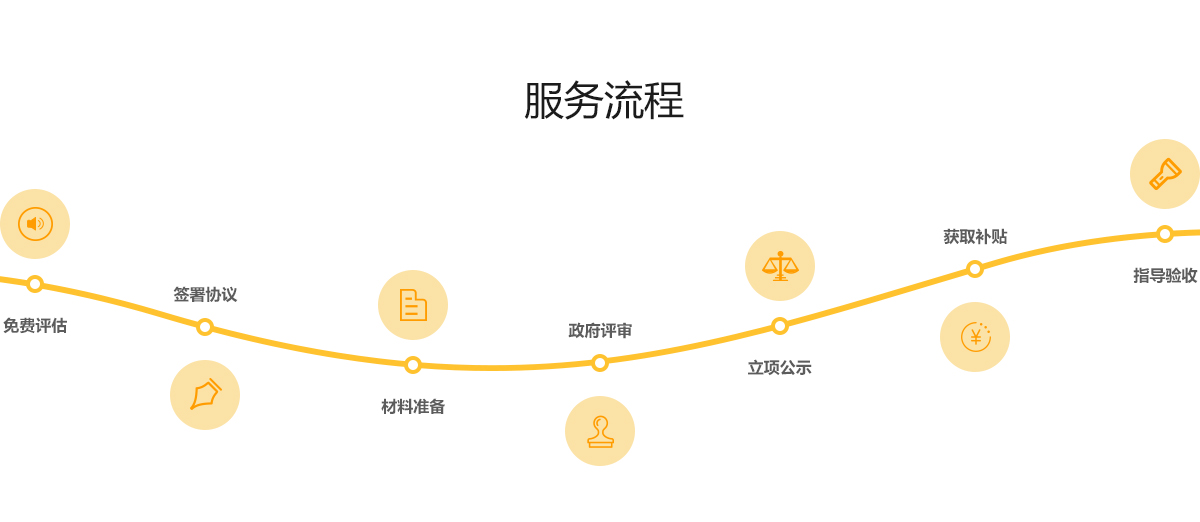 服务流程
免费评估
签署协议
材料准备
政府评审
立项公示
获取补贴
指导验收